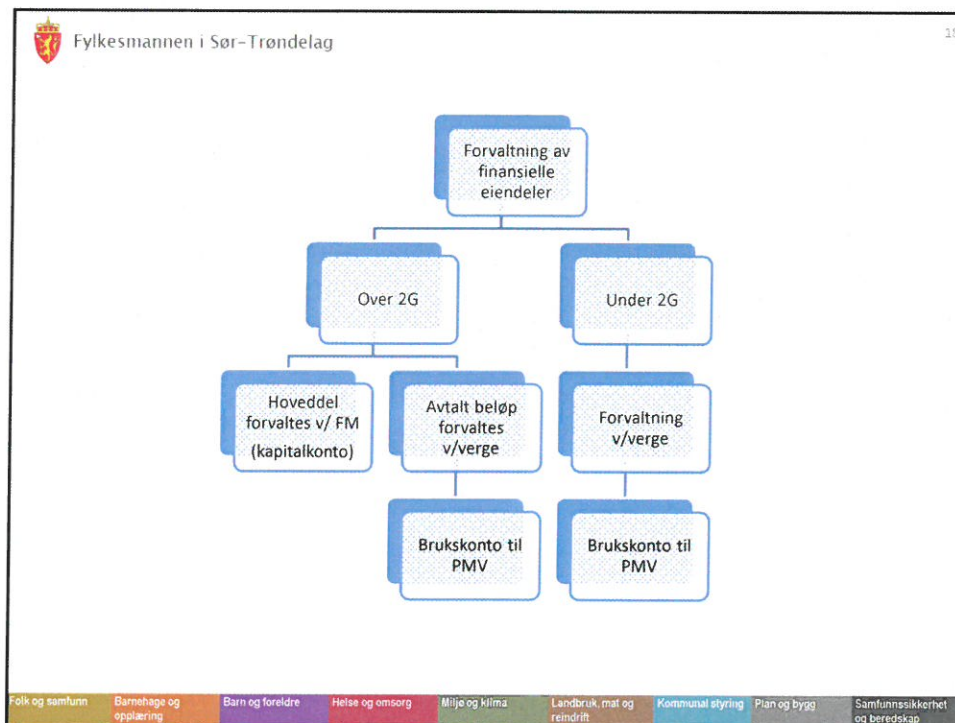 Fylkesmannen i Sør-Trøndelag
Forvaltning av
finansielle
eiendeler
Over 2G
Under 2G
Hoveddel
forvaltes v/ FM
(kapitalkonto)
Avtalt beløp
forvaltes
v/verge
Forvaltning
v/verge
Brukskonto til
PMV
Brukskonto til
PMV
Folk og samfunn
Barnehage og
opplæring
Barn og foreldre
Helse og omsorg
Miljø og klima
Landbruk, mat og
reindrift
Kommunal styring
Plan og bygg
Samfunnssikkerhet
og beredskap